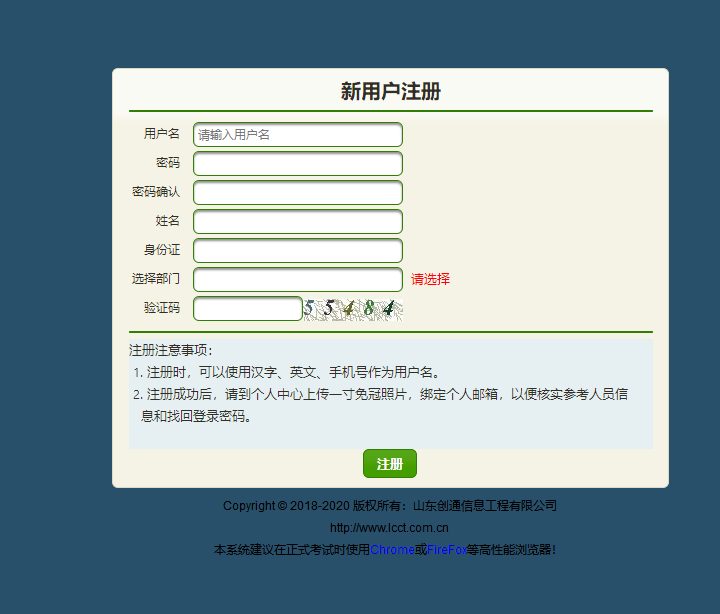 新用户注册
用户名 请输入用户名
密码
密码确认
姓名
身份证
选择部门 请选择
验证码 55484
注册注意事项：
1. 注册时，可以使用汉字、英文、手机号作为用户名。
2. 注册成功后，请到个人中心上传一寸免冠照片，绑定个人邮箱，以便核实参考人员信
息和找回登录密码。
注册
Copyright © 2018-2020 版权所有：山东创通信息工程有限公司
http://www.lcct.com.cn
本系统建议在正式考试时使用Chrome或FireFox等高性能浏览器！